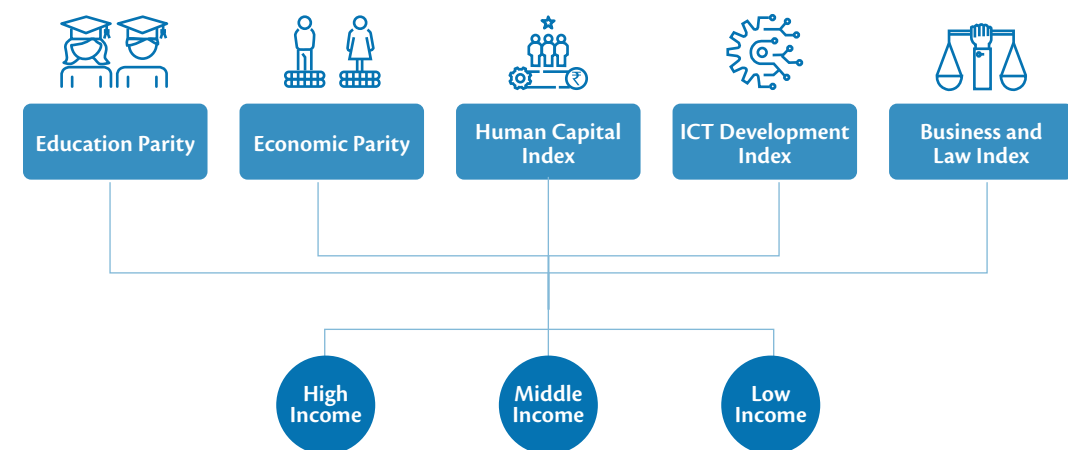 ₹
Education Parity
Economic Parity
Human Capital
Index
ICT Development
Index
Business and
Law Index
High
Income
Middle
Income
Low
Income